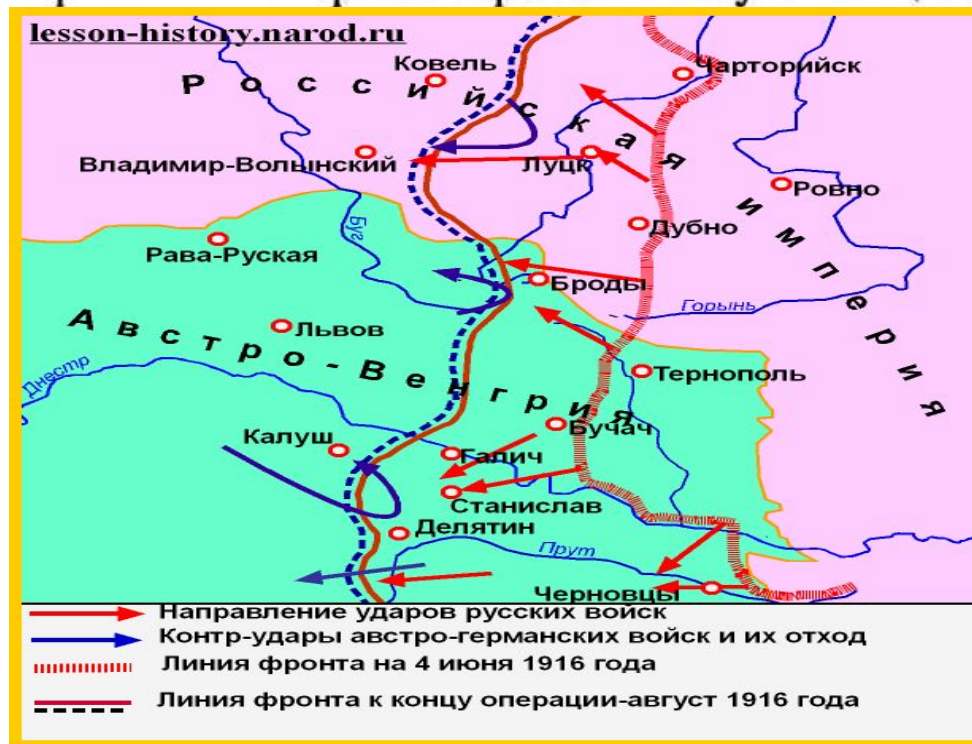 lesson-history.narod.ru
Российская империя
Ковель
Чарторийск
Владимир-Волынский
Луцк
Ровно
Дубно
Буг
Рава-Руская
Броды
Горынь
Австро-Венгрия
Львов
Днестр
Тернополь
Бучач
Калуш
Галич
Станислав
Делятин
Прут
Черновцы
Направление ударов русских войск
Контр-удары австро-германских войск и их отход
Линия фронта на 4 июня 1916 года
Линия фронта к концу операции-август 1916 года